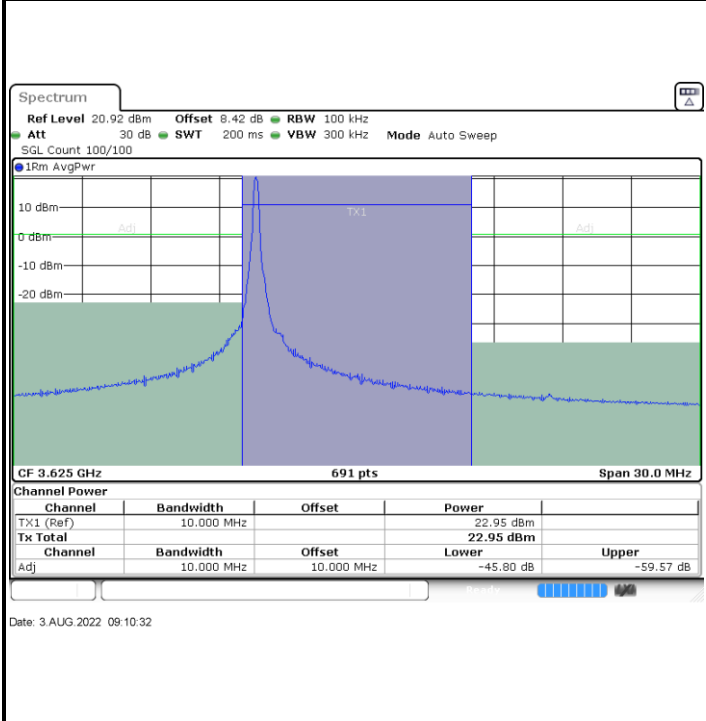 Spectrum
Ref Level 20.92 dBm Offset 8.42 dB RBW 100 kHz
Att 30 dB SWT 200 ms VBW 300 kHz Mode Auto Sweep
SGL Count 100/100
1Rm AvgPwr
10 dBm
TX1
Adj Adj
0 dBm
-10 dBm
-20 dBm
CF 3.625 GHz 691 pts Span 30.0 MHz
Channel Power
Channel Bandwidth Offset Power
TX1 (Ref) 10.000 MHz 22.95 dBm
Tx Total 22.95 dBm
Channel Bandwidth Offset Lower Upper
Adj 10.000 MHz 10.000 MHz -45.80 dB -59.57 dB
Ready
Date: 3.AUG.2022 09:10:32